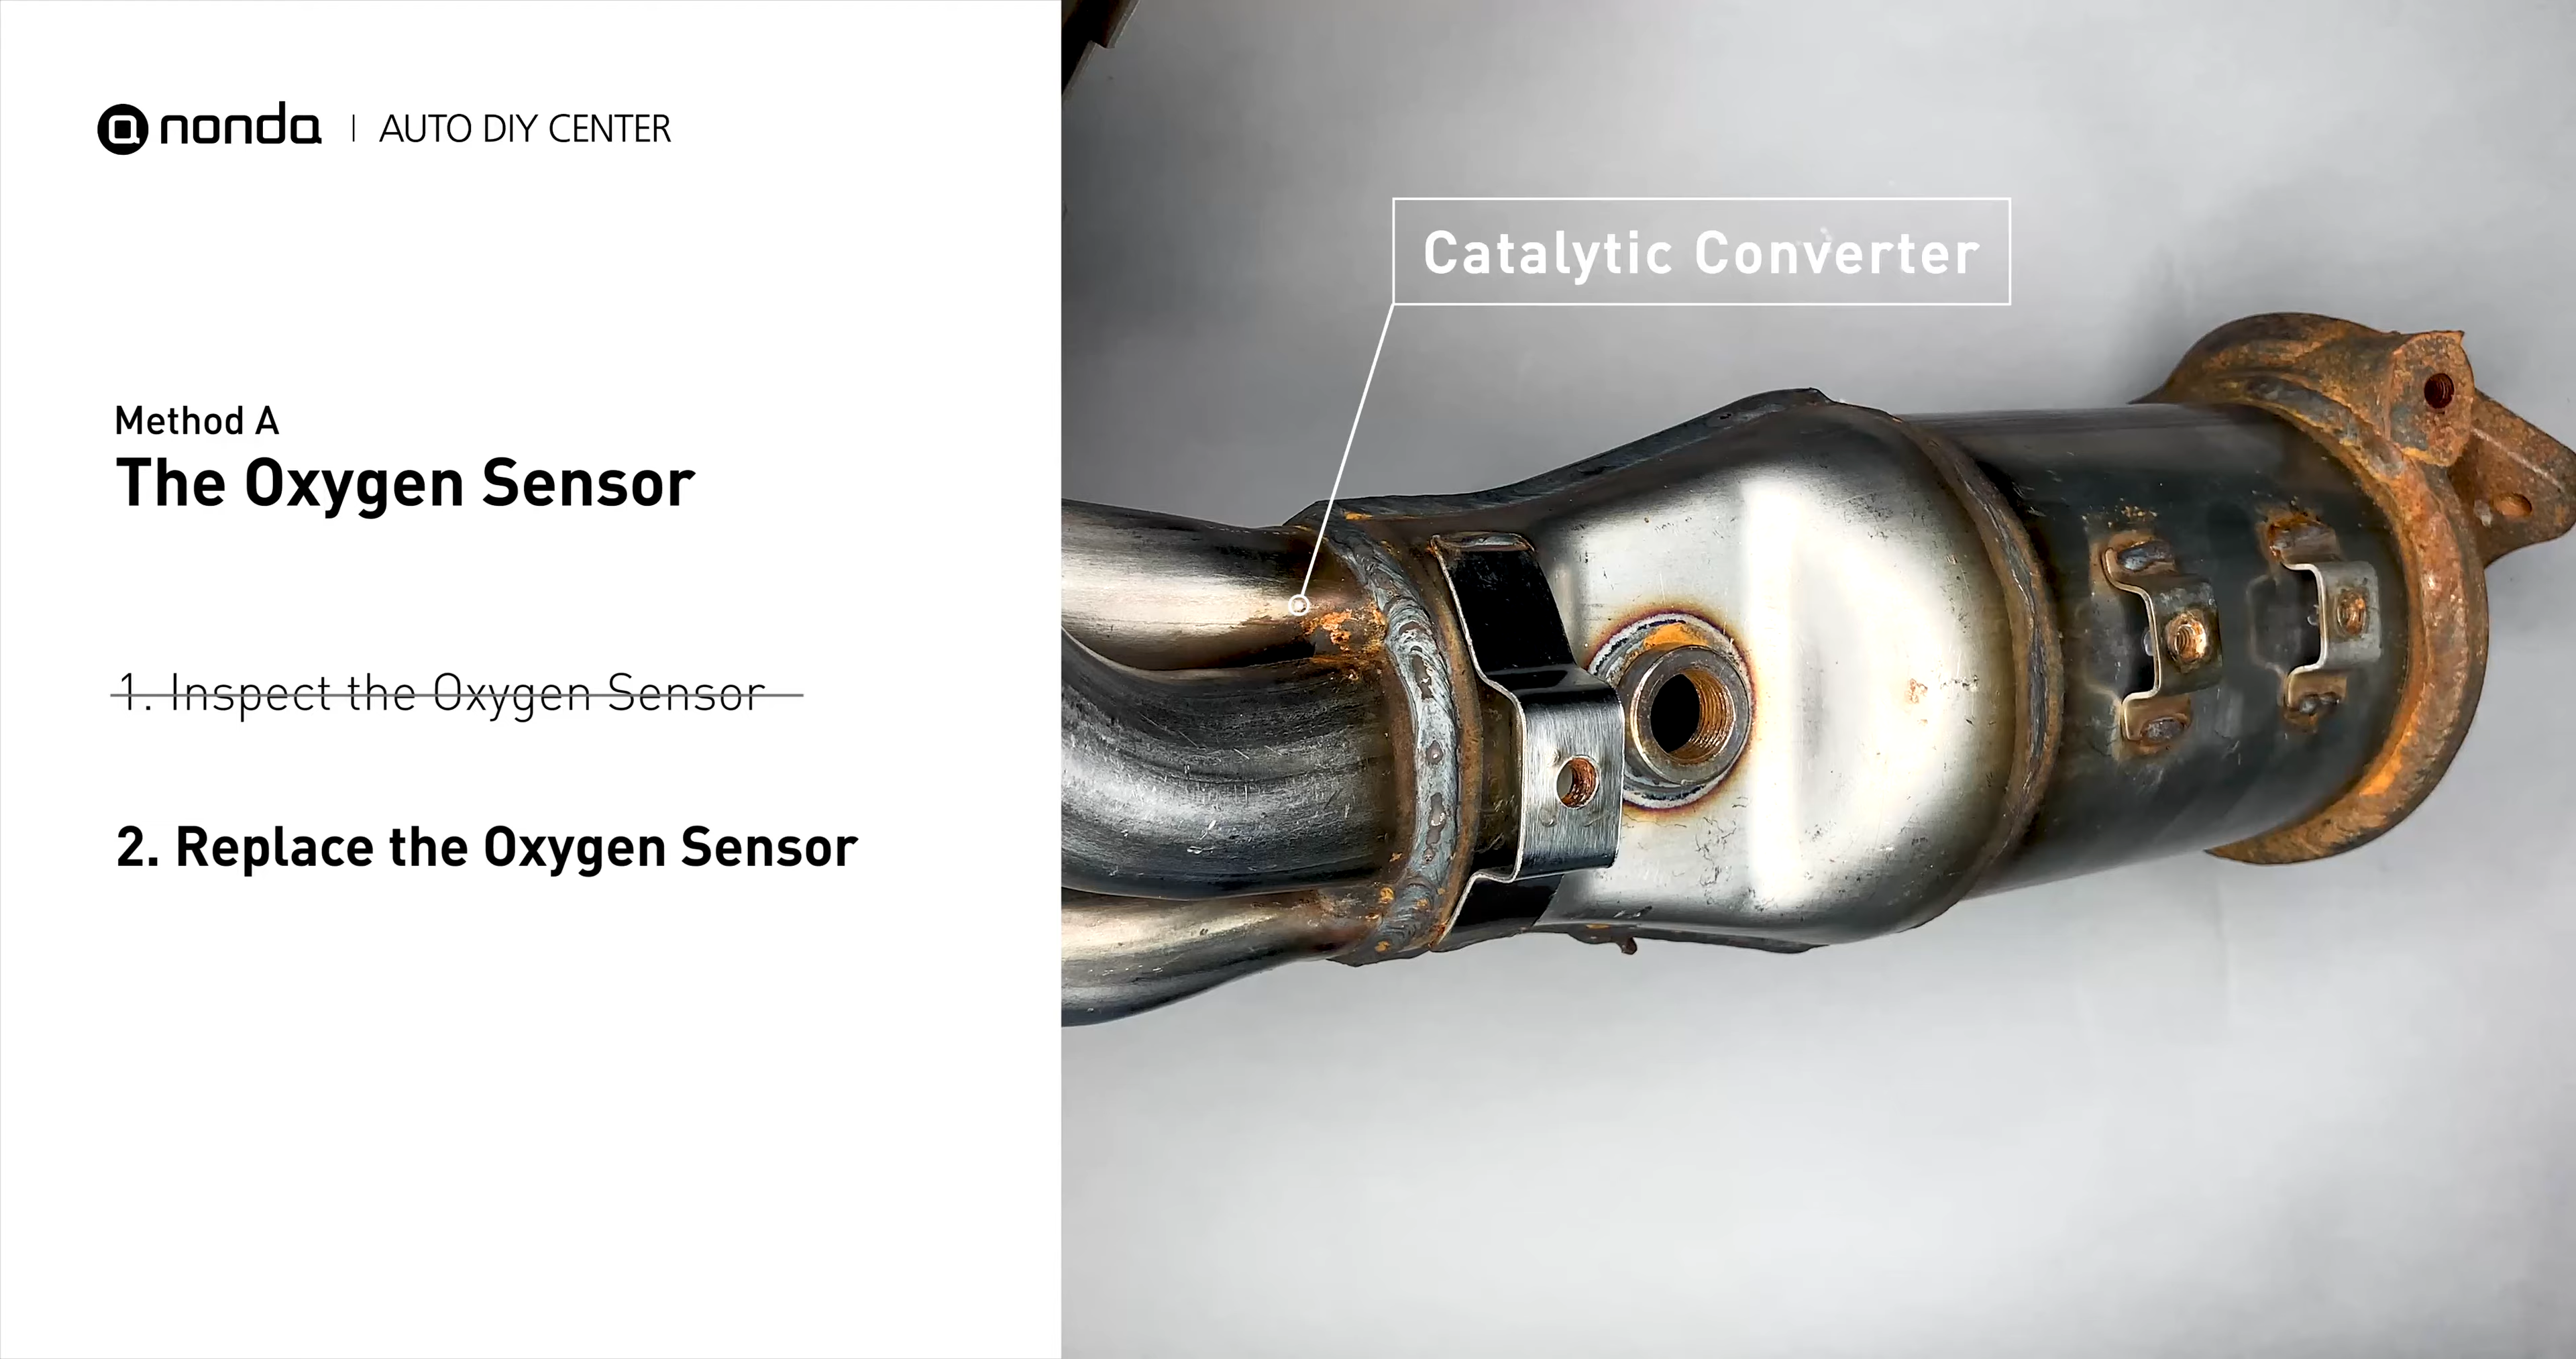 nonda | AUTO DIY CENTER
Method A
The Oxygen Sensor
1. Inspect the Oxygen Sensor
2. Replace the Oxygen Sensor
Catalytic Converter